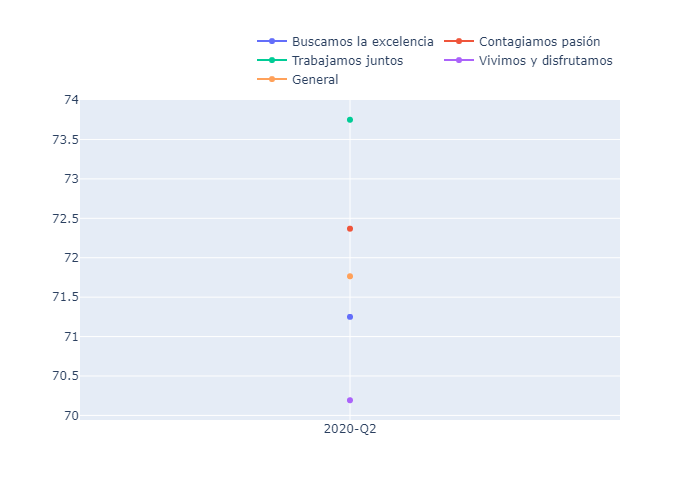 Buscamos la excelencia Contagiamos pasión
Trabajamos juntos Vivimos y disfrutamos
General
74
73.5
73
72.5
72
71.5
71
70.5
70
2020-Q2